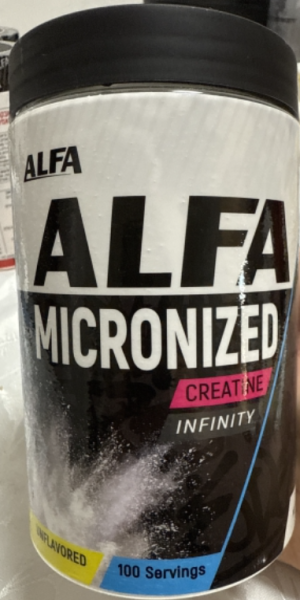 ALFA
ALFA
MICRONIZED
CREATINE
INFINITY
UNFLAVORED
100 Servings